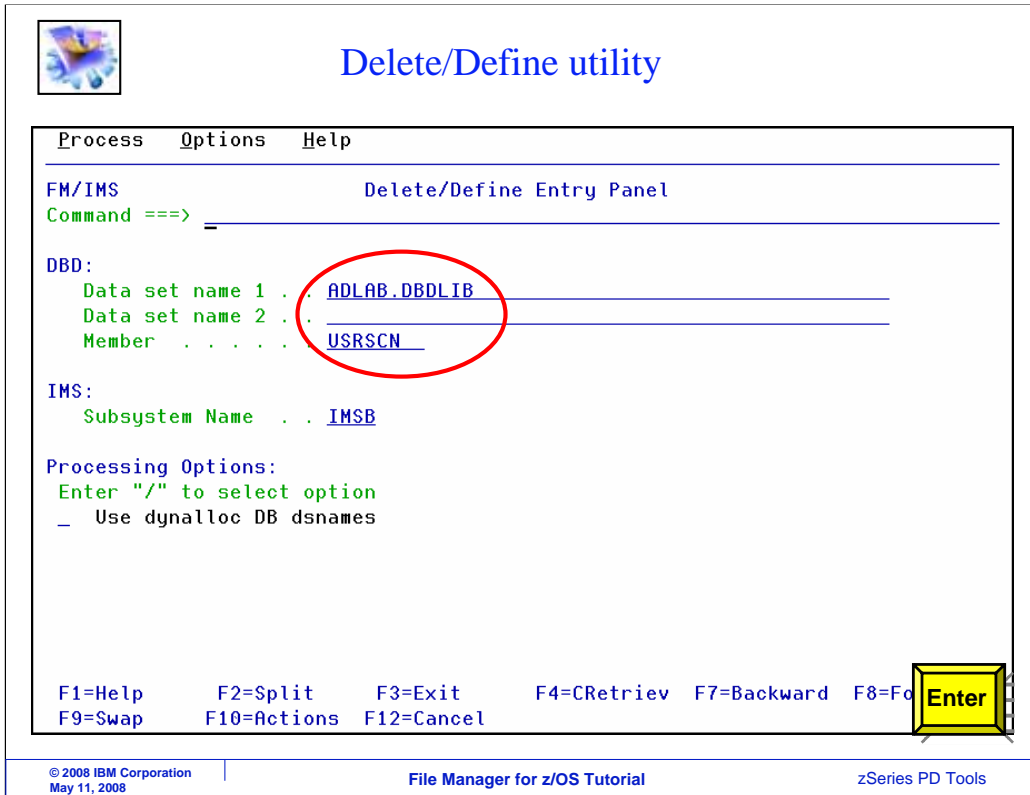 Delete/Define utility
Process Options Help
FM/IMS Delete/Define Entry Panel
Command ===> _
DBD:
Data set name 1 . . ADLAB.DBDLIB
Data set name 2 . .
Member . . . . . . USRSCN
IMS:
Subsystem Name . . IMSB
Processing Options:
Enter "/" to select option
_ Use dynalloc DB dsnames
F1=Help F2=Split F3=Exit F4=CRetriev F7=Backward F8=Fo
F9=Swap F10=Actions F12=Cancel
Enter
© 2008 IBM Corporation
May 11, 2008
File Manager for z/OS Tutorial
zSeries PD Tools